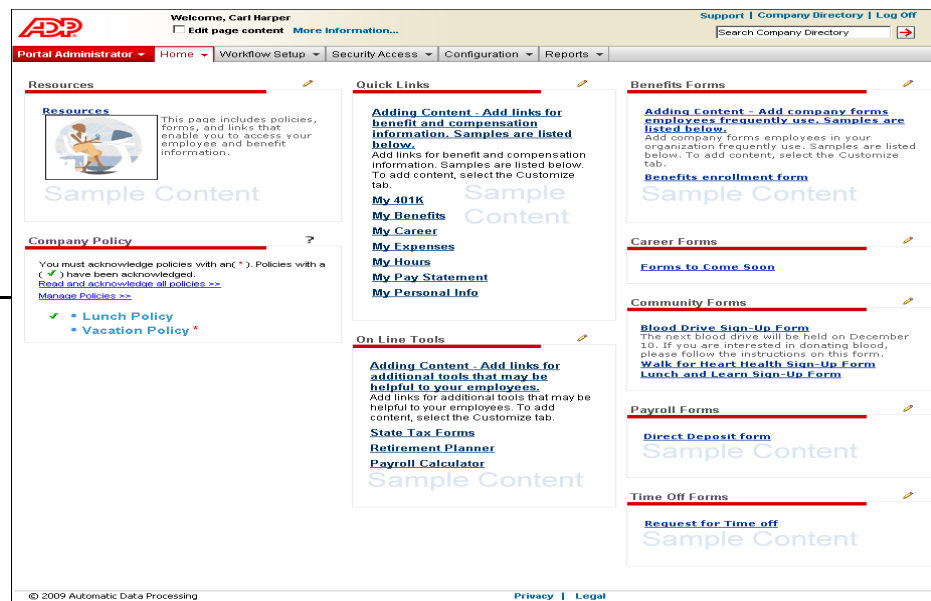 ADP
Welcome, Carl Harper
Edit page content More Information...
Support | Company Directory | Log Off
Search Company Directory
Portal Administrator Home Workflow Setup Security Access Configuration Reports
Resources
Resources
This page includes policies,
forms, and links that
enable you to access your
employee and benefit
information.
Sample Content
Company Policy ?
You must acknowledge policies with an( * ). Policies with a
( ✓ ) have been acknowledged.
Read and acknowledge all policies >>
Manage Policies >>
✓ • Lunch Policy
• Vacation Policy *
Quick Links
Adding Content - Add links for
benefit and compensation
information. Samples are listed
below.
Add links for benefit and compensation
information. Samples are listed below.
To add content, select the Customize
tab.
Sample
Content
My 401K
My Benefits
My Career
My Expenses
My Hours
My Pay Statement
My Personal Info
On Line Tools
Adding Content - Add links for
additional tools that may be
helpful to your employees.
Add links for additional tools that may be
helpful to your employees. To add
content, select the Customize tab.
State Tax Forms
Retirement Planner
Payroll Calculator
Sample Content
Benefits Forms
Adding Content - Add company forms
employees frequently use. Samples are
listed below.
Add company forms employees in your
organization frequently use. Samples are listed
below. To add content, select the Customize
tab.
Benefits enrollment form
Sample Content
Career Forms
Forms to Come Soon
Community Forms
Blood Drive Sign-Up Form
The next blood drive will be held on December
10. If you are interested in donating blood,
please follow the instructions on this form.
Walk for Heart Health Sign-Up Form
Lunch and Learn Sign-Up Form
Payroll Forms
Direct Deposit form
Sample Content
Time Off Forms
Request for Time off
Sample Content
© 2009 Automatic Data Processing
Privacy | Legal